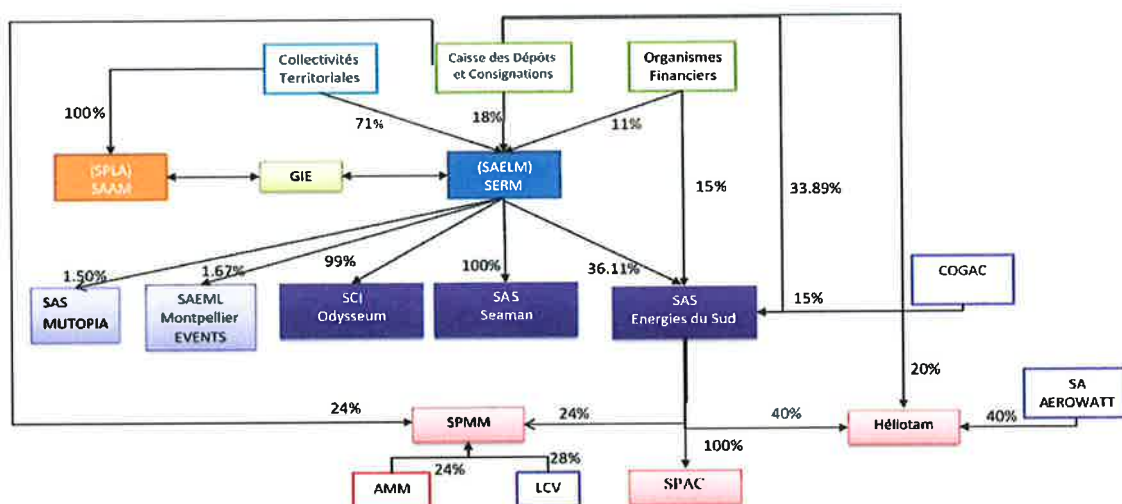 Collectivités
Territoriales
Caisse des Dépôts
et Consignations
Organismes
Financiers
100%
71%
18%
11%
(SPLA)
SAAM
GIE
(SAELM)
SERM
15%
33.89%
1.50%
1.67%
99%
100%
36.11%
COGAC
SAS
MUTOPIA
SAEML
Montpellier
EVENTS
SCI
Odysseum
SAS
Seaman
SAS
Energies du Sud
15%
20%
SA
AEROWATT
24%
SPMM
24%
40%
Héliotam
40%
100%
24%
28%
AMM
LCV
SPAC